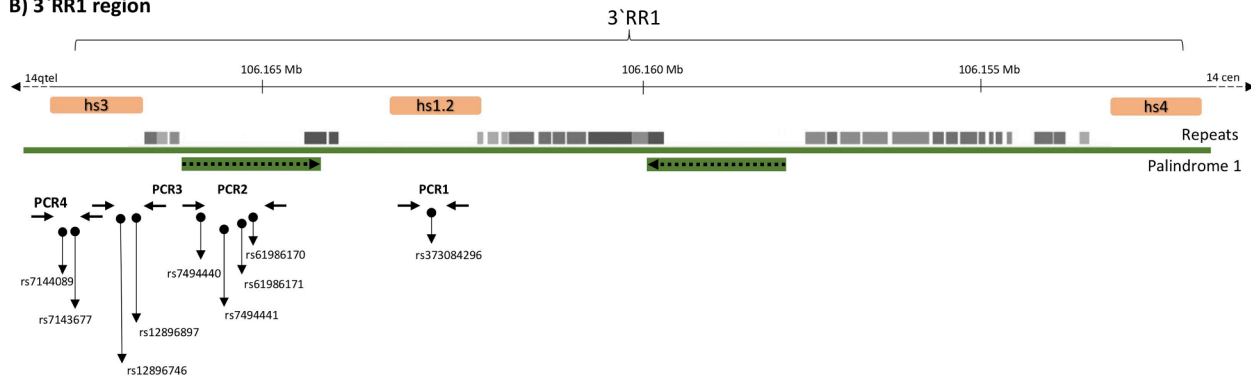 B) 3`RR1 region
3`RR1
14qtel
106.165 Mb
106.160 Mb
106.155 Mb
14 cen
hs3
hs1.2
hs4
Repeats
Palindrome 1
PCR4
PCR3
PCR2
PCR1
rs7144089
rs7143677
rs12896897
rs12896746
rs7494440
rs61986170
rs61986171
rs7494441
rs373084296